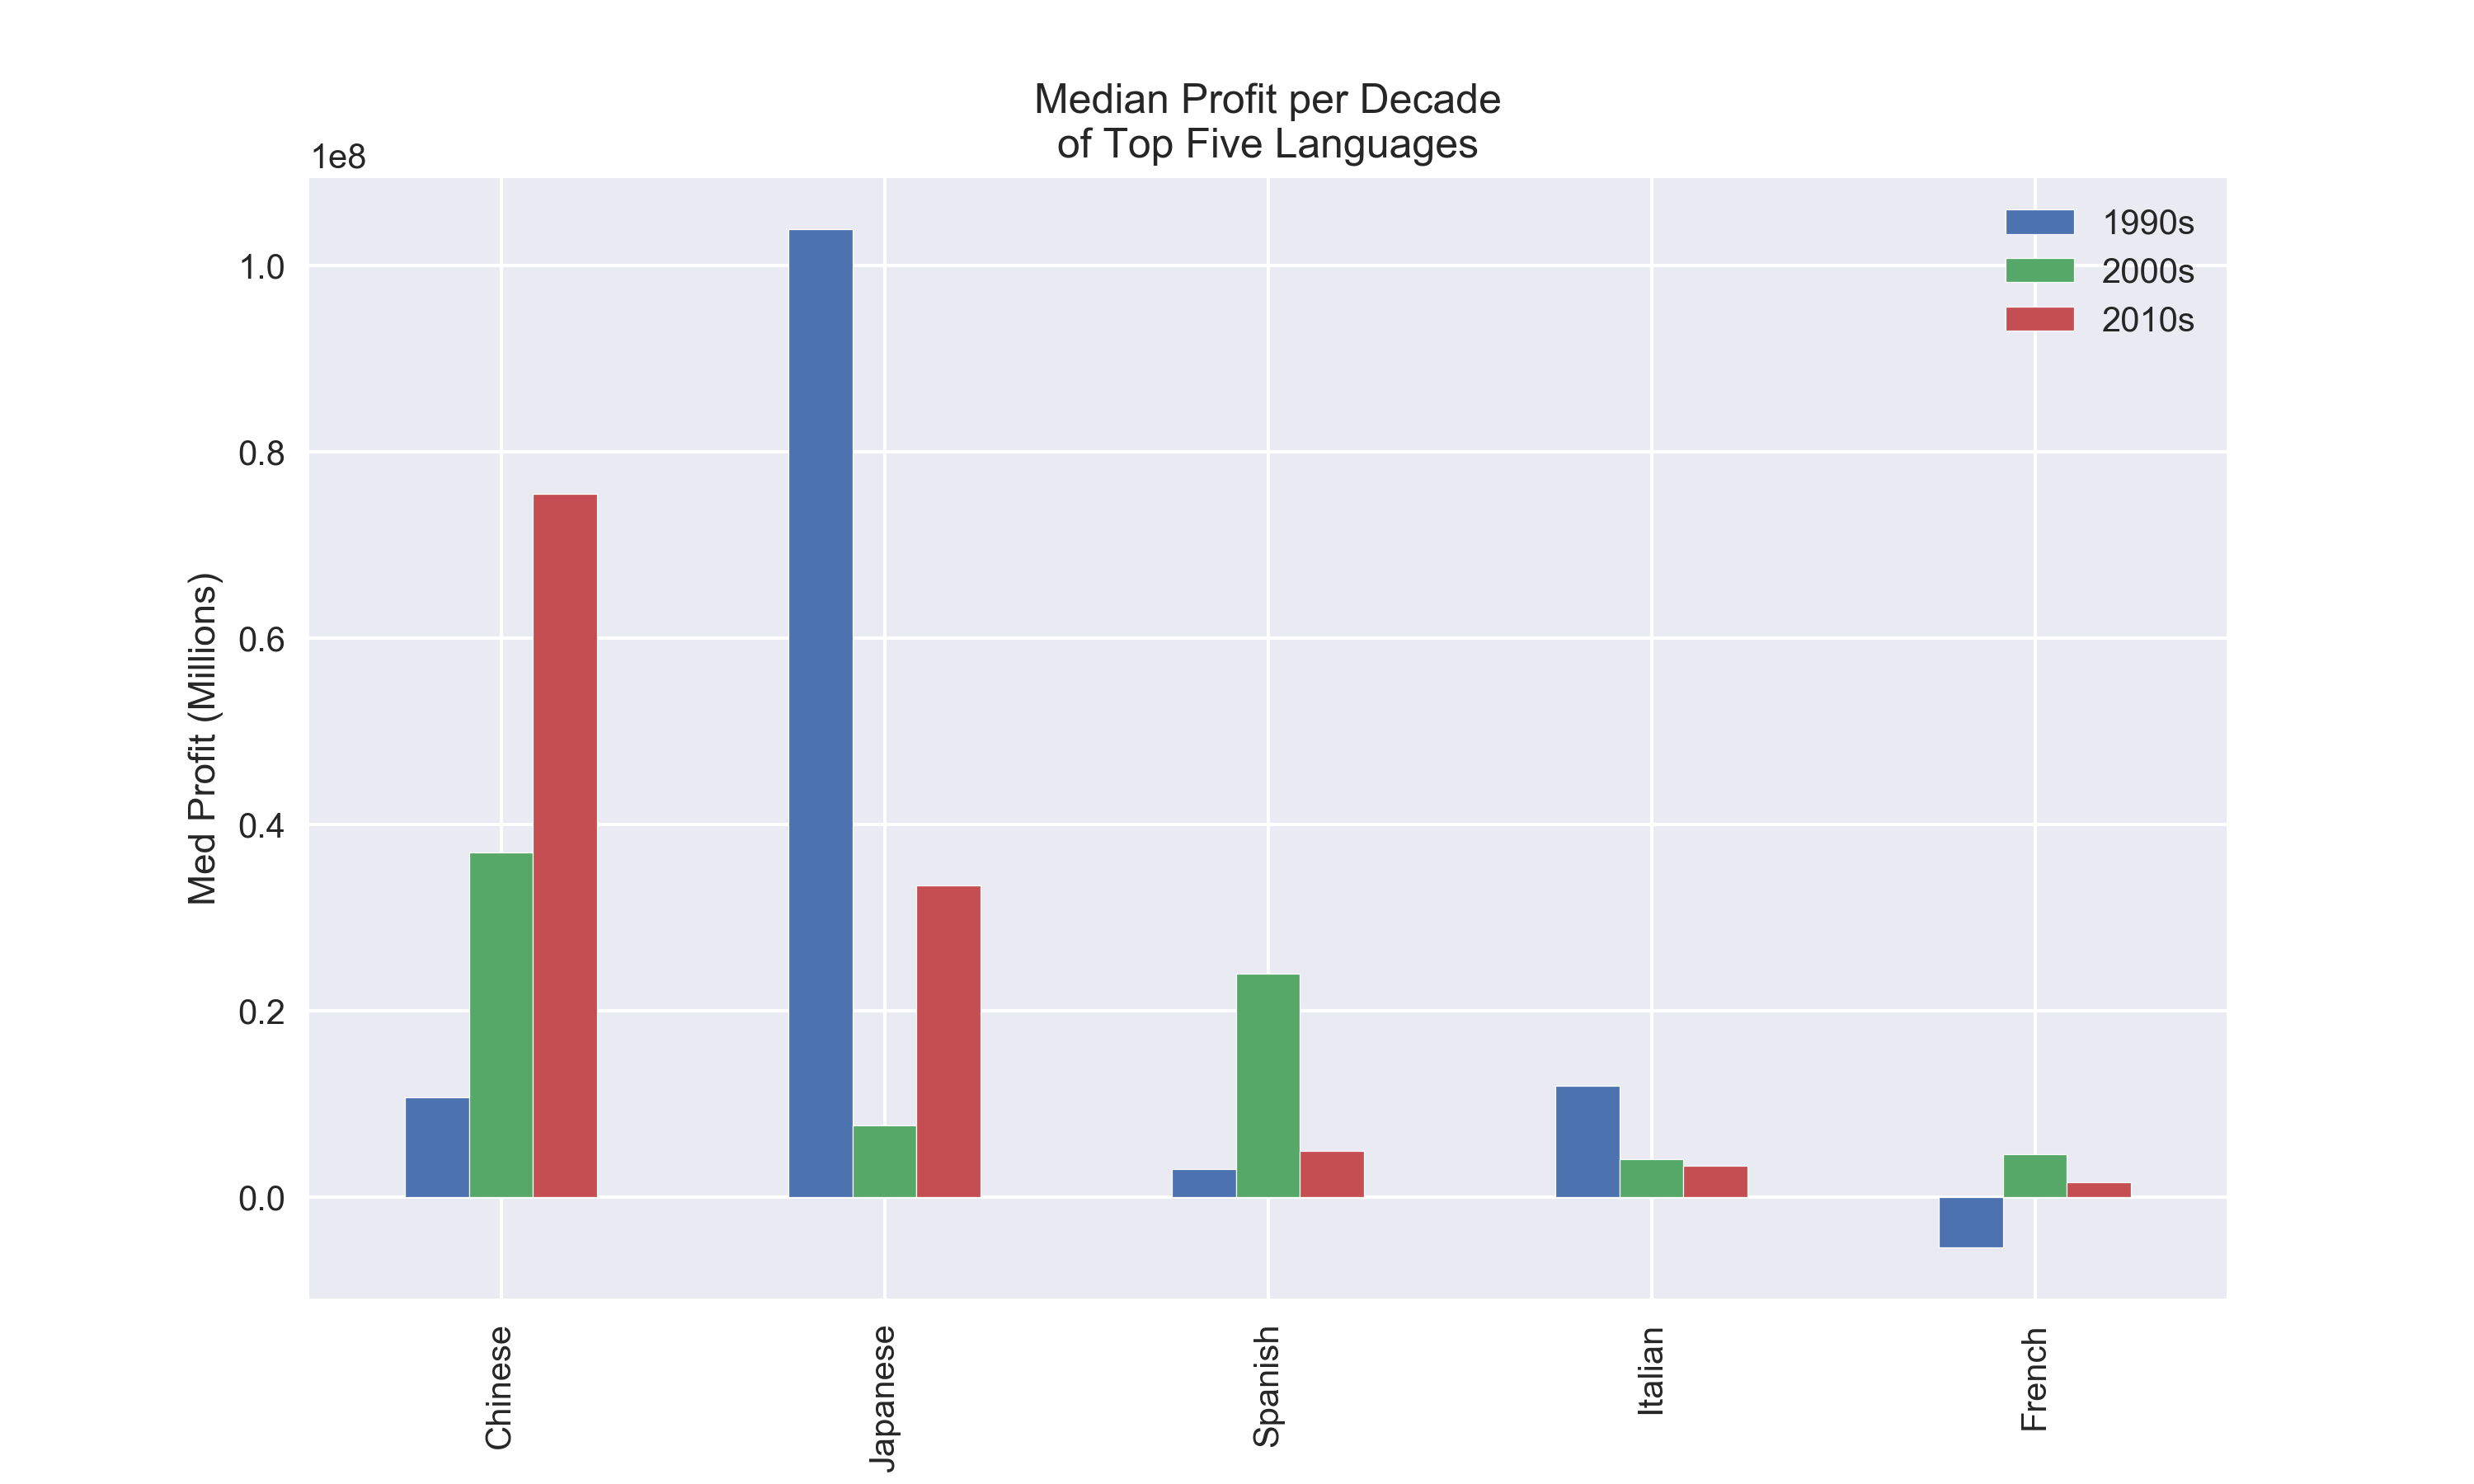 Median Profit per Decade
of Top Five Languages
1e8
1990s
2000s
2010s
1.0
0.8
0.6
0.4
0.2
0.0
Med Profit (Millions)
Chinese
Japanese
Spanish
Italian
French